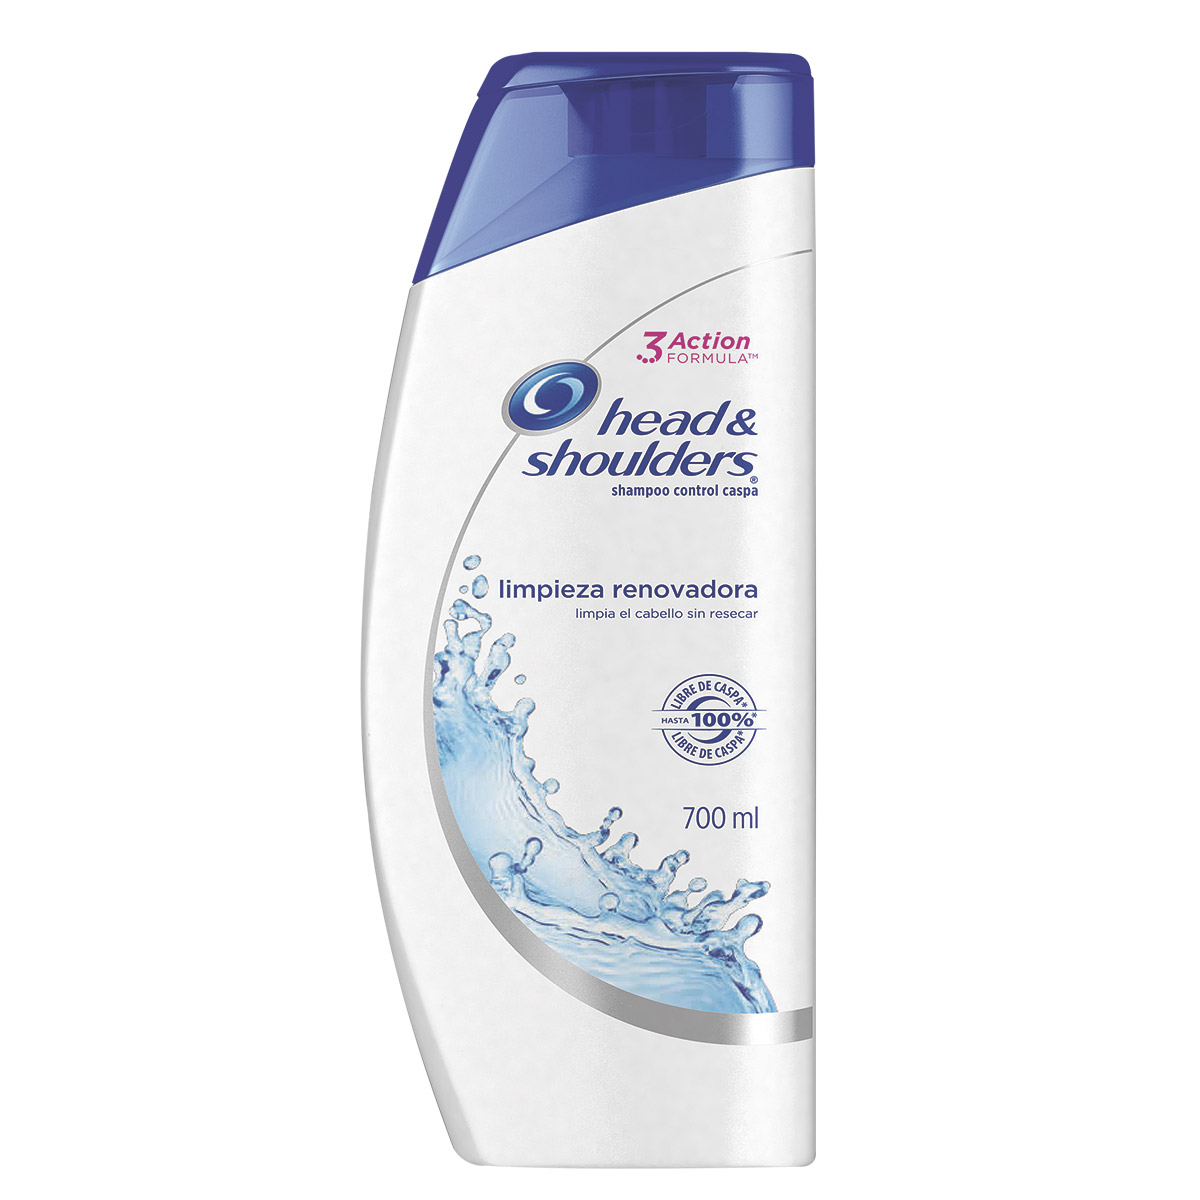 3 Action
FORMULA™
head &
shoulders®
shampoo control caspa
limpieza renovadora
limpia el cabello sin resecar
LIBRE DE CASPA*
HASTA 100%*
LIBRE DE CASPA*
700 ml